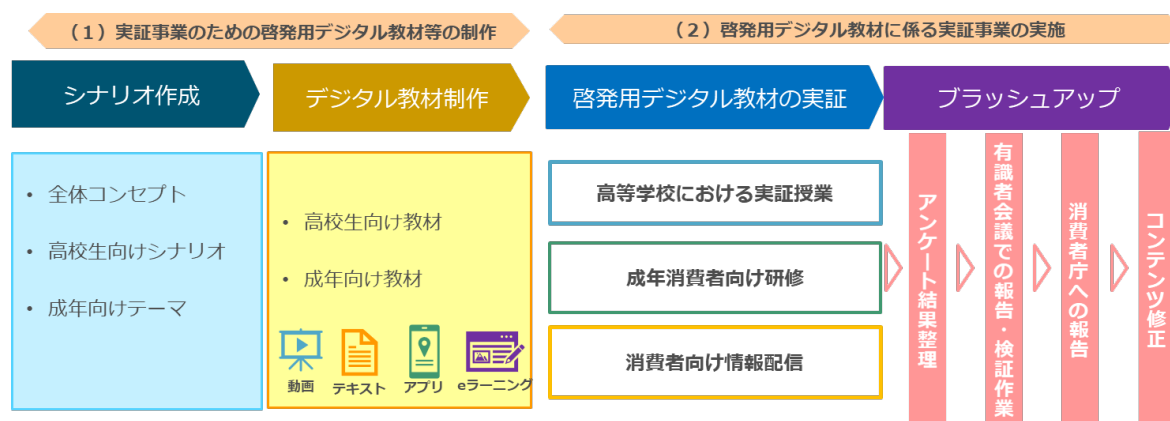 (1)実証事業のための啓発用デジタル教材等の制作
(2)啓発用デジタル教材に係る実証事業の実施
シナリオ作成
デジタル教材制作
啓発用デジタル教材の実証
ブラッシュアップ
• 全体コンセプト
• 高校生向けシナリオ
• 成年向けテーマ
• 高校生向け教材
• 成年向け教材
動画
テキスト
アプリ
eラーニング
高等学校における実証授業
成年消費者向け研修
消費者向け情報配信
アンケート結果整理
有識者会議での報告・検証作業
消費者庁への報告
コンテンツ修正